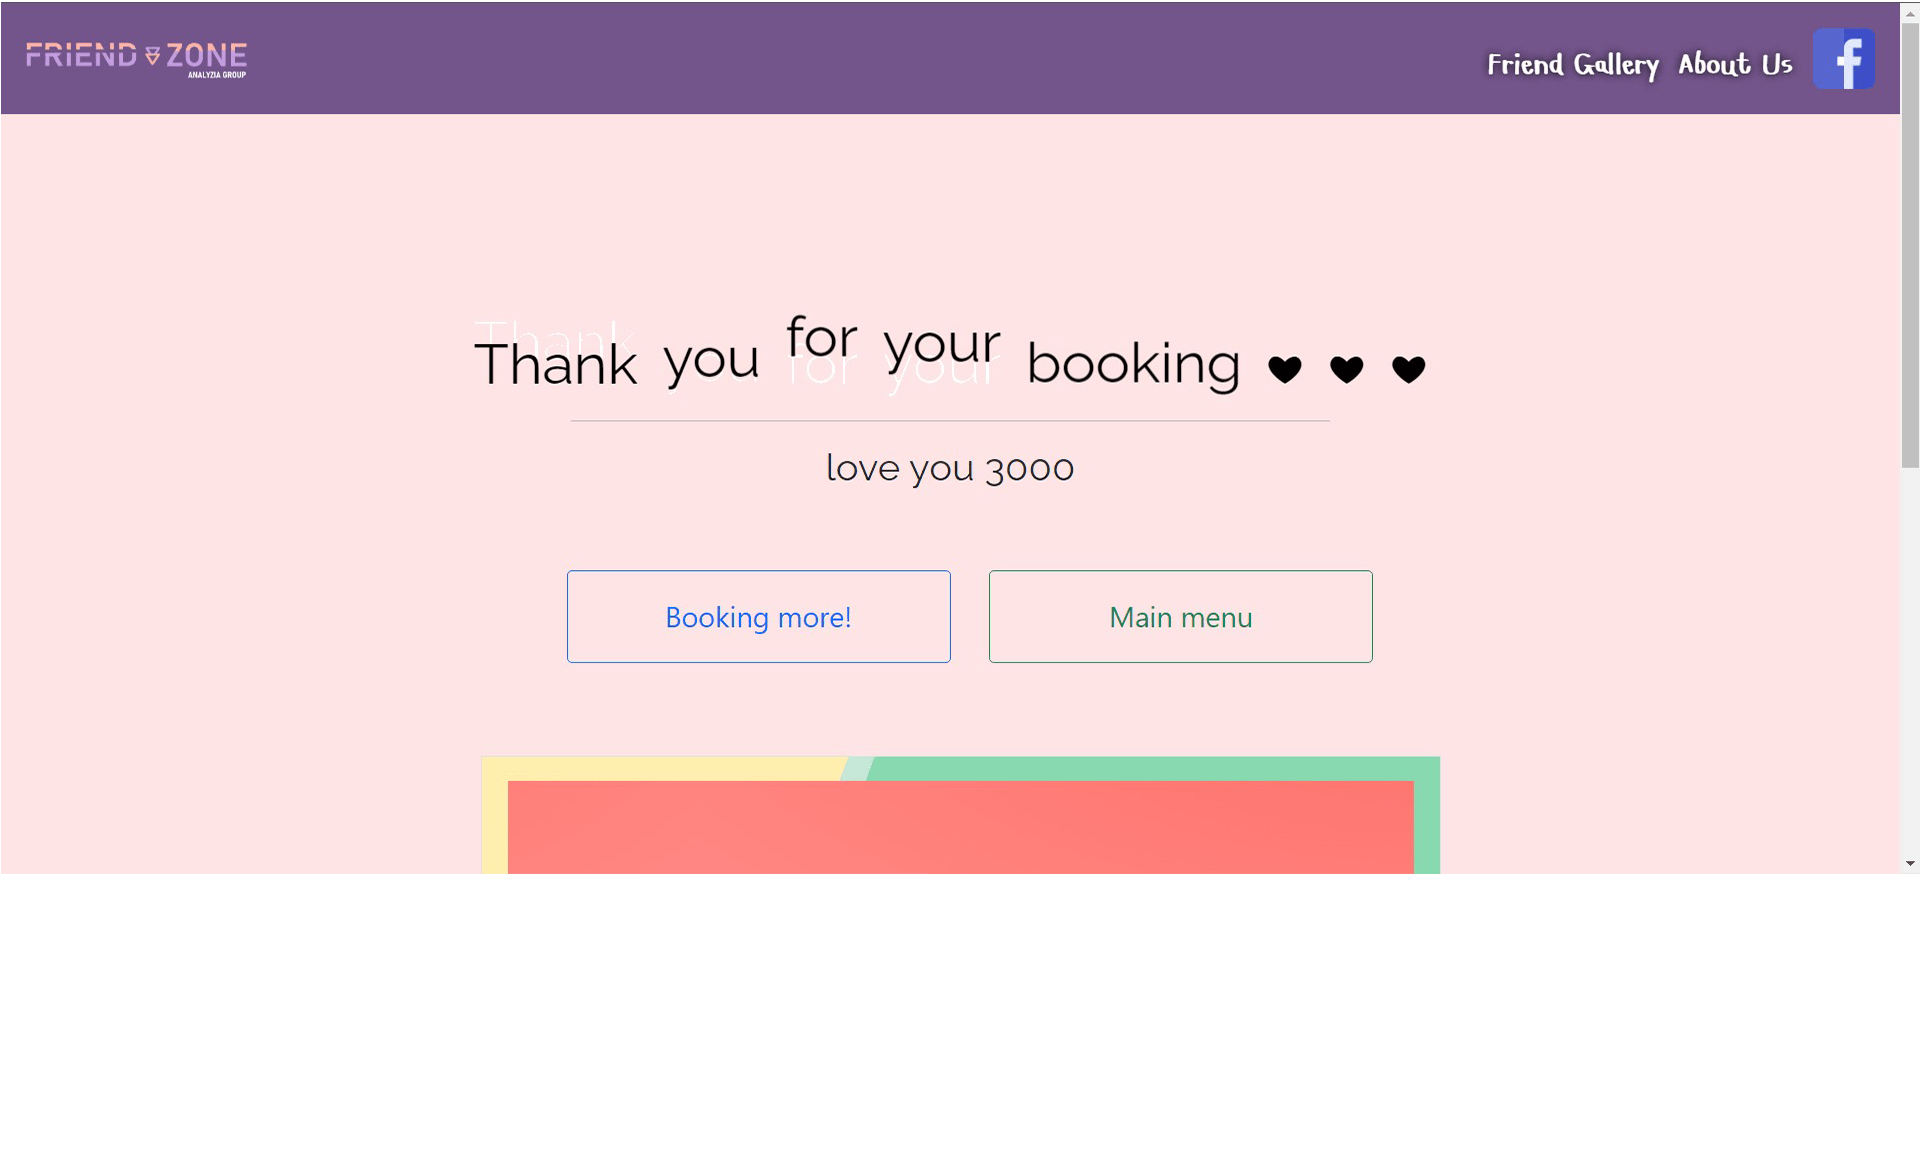 FRIEND ZONE
ANALYZIA GROUP
Friend Gallery About Us
Thank you for your booking ♥ ♥ ♥
love you 3000
Booking more!
Main menu